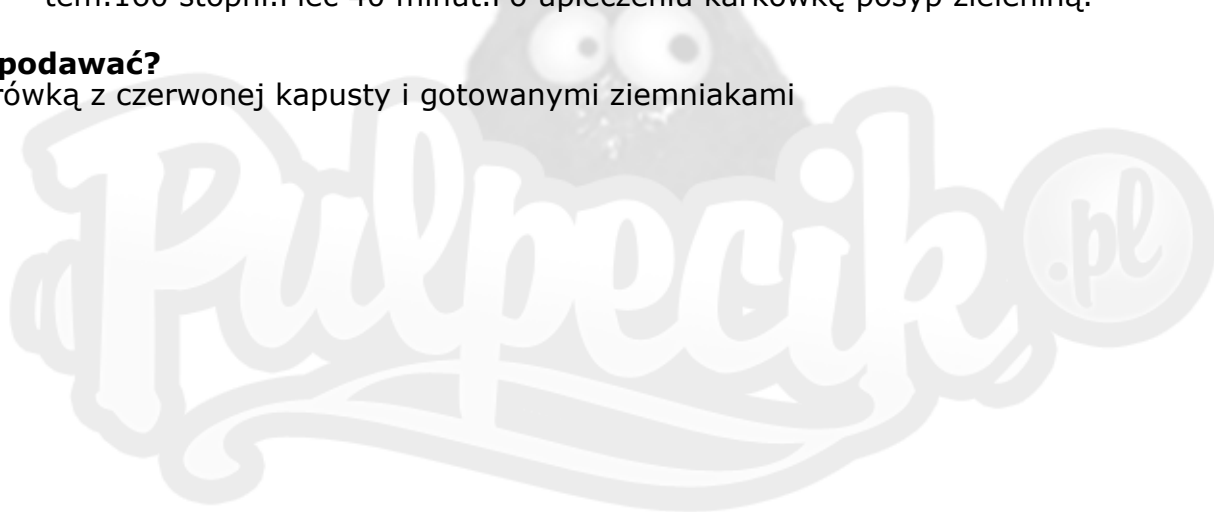 tem.160 stopni.Piec 40 minut.Po upieczeniu karkówkę posyp zieleniną.
podawać?
rówką z czerwonej kapusty i gotowanymi ziemniakami
Pulpecik .pl